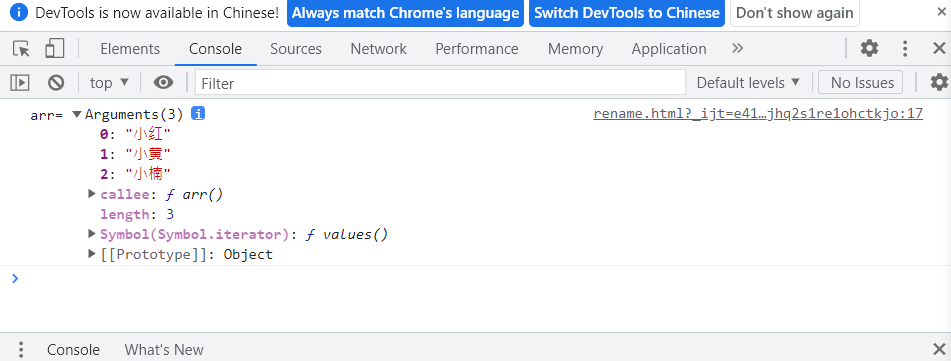 DevTools is now available in Chinese! Always match Chrome's language Switch DevTools to Chinese Don't show again
Elements Console Sources Network Performance Memory Application
top Filter Default levels No Issues
arr= Arguments(3) rename.html?_ijt=e41…jhq2s1re1ohctkjo:17
0: "小红"
1: "小黄"
2: "小楠"
callee: ƒ arr()
length: 3
Symbol(Symbol.iterator): ƒ values()
[[Prototype]]: Object
Console What's New